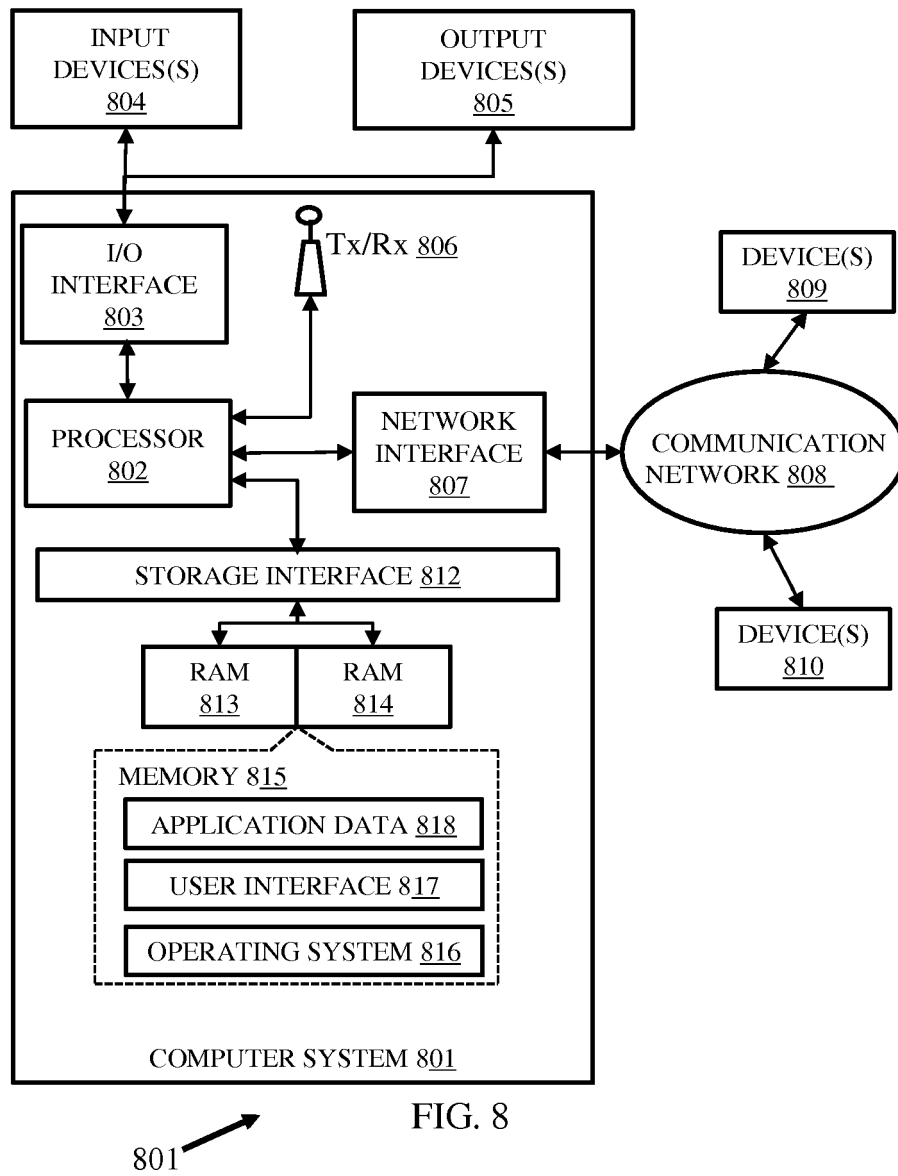 INPUT
DEVICES(S)
804
OUTPUT
DEVICES(S)
805
I/O
INTERFACE
803
Tx/Rx 806
DEVICE(S)
809
PROCESSOR
802
NETWORK
INTERFACE
807
COMMUNICATION
NETWORK 808
STORAGE INTERFACE 812
DEVICE(S)
810
RAM
813
RAM
814
MEMORY 815
APPLICATION DATA 818
USER INTERFACE 817
OPERATING SYSTEM 816
COMPUTER SYSTEM 801
FIG. 8
801